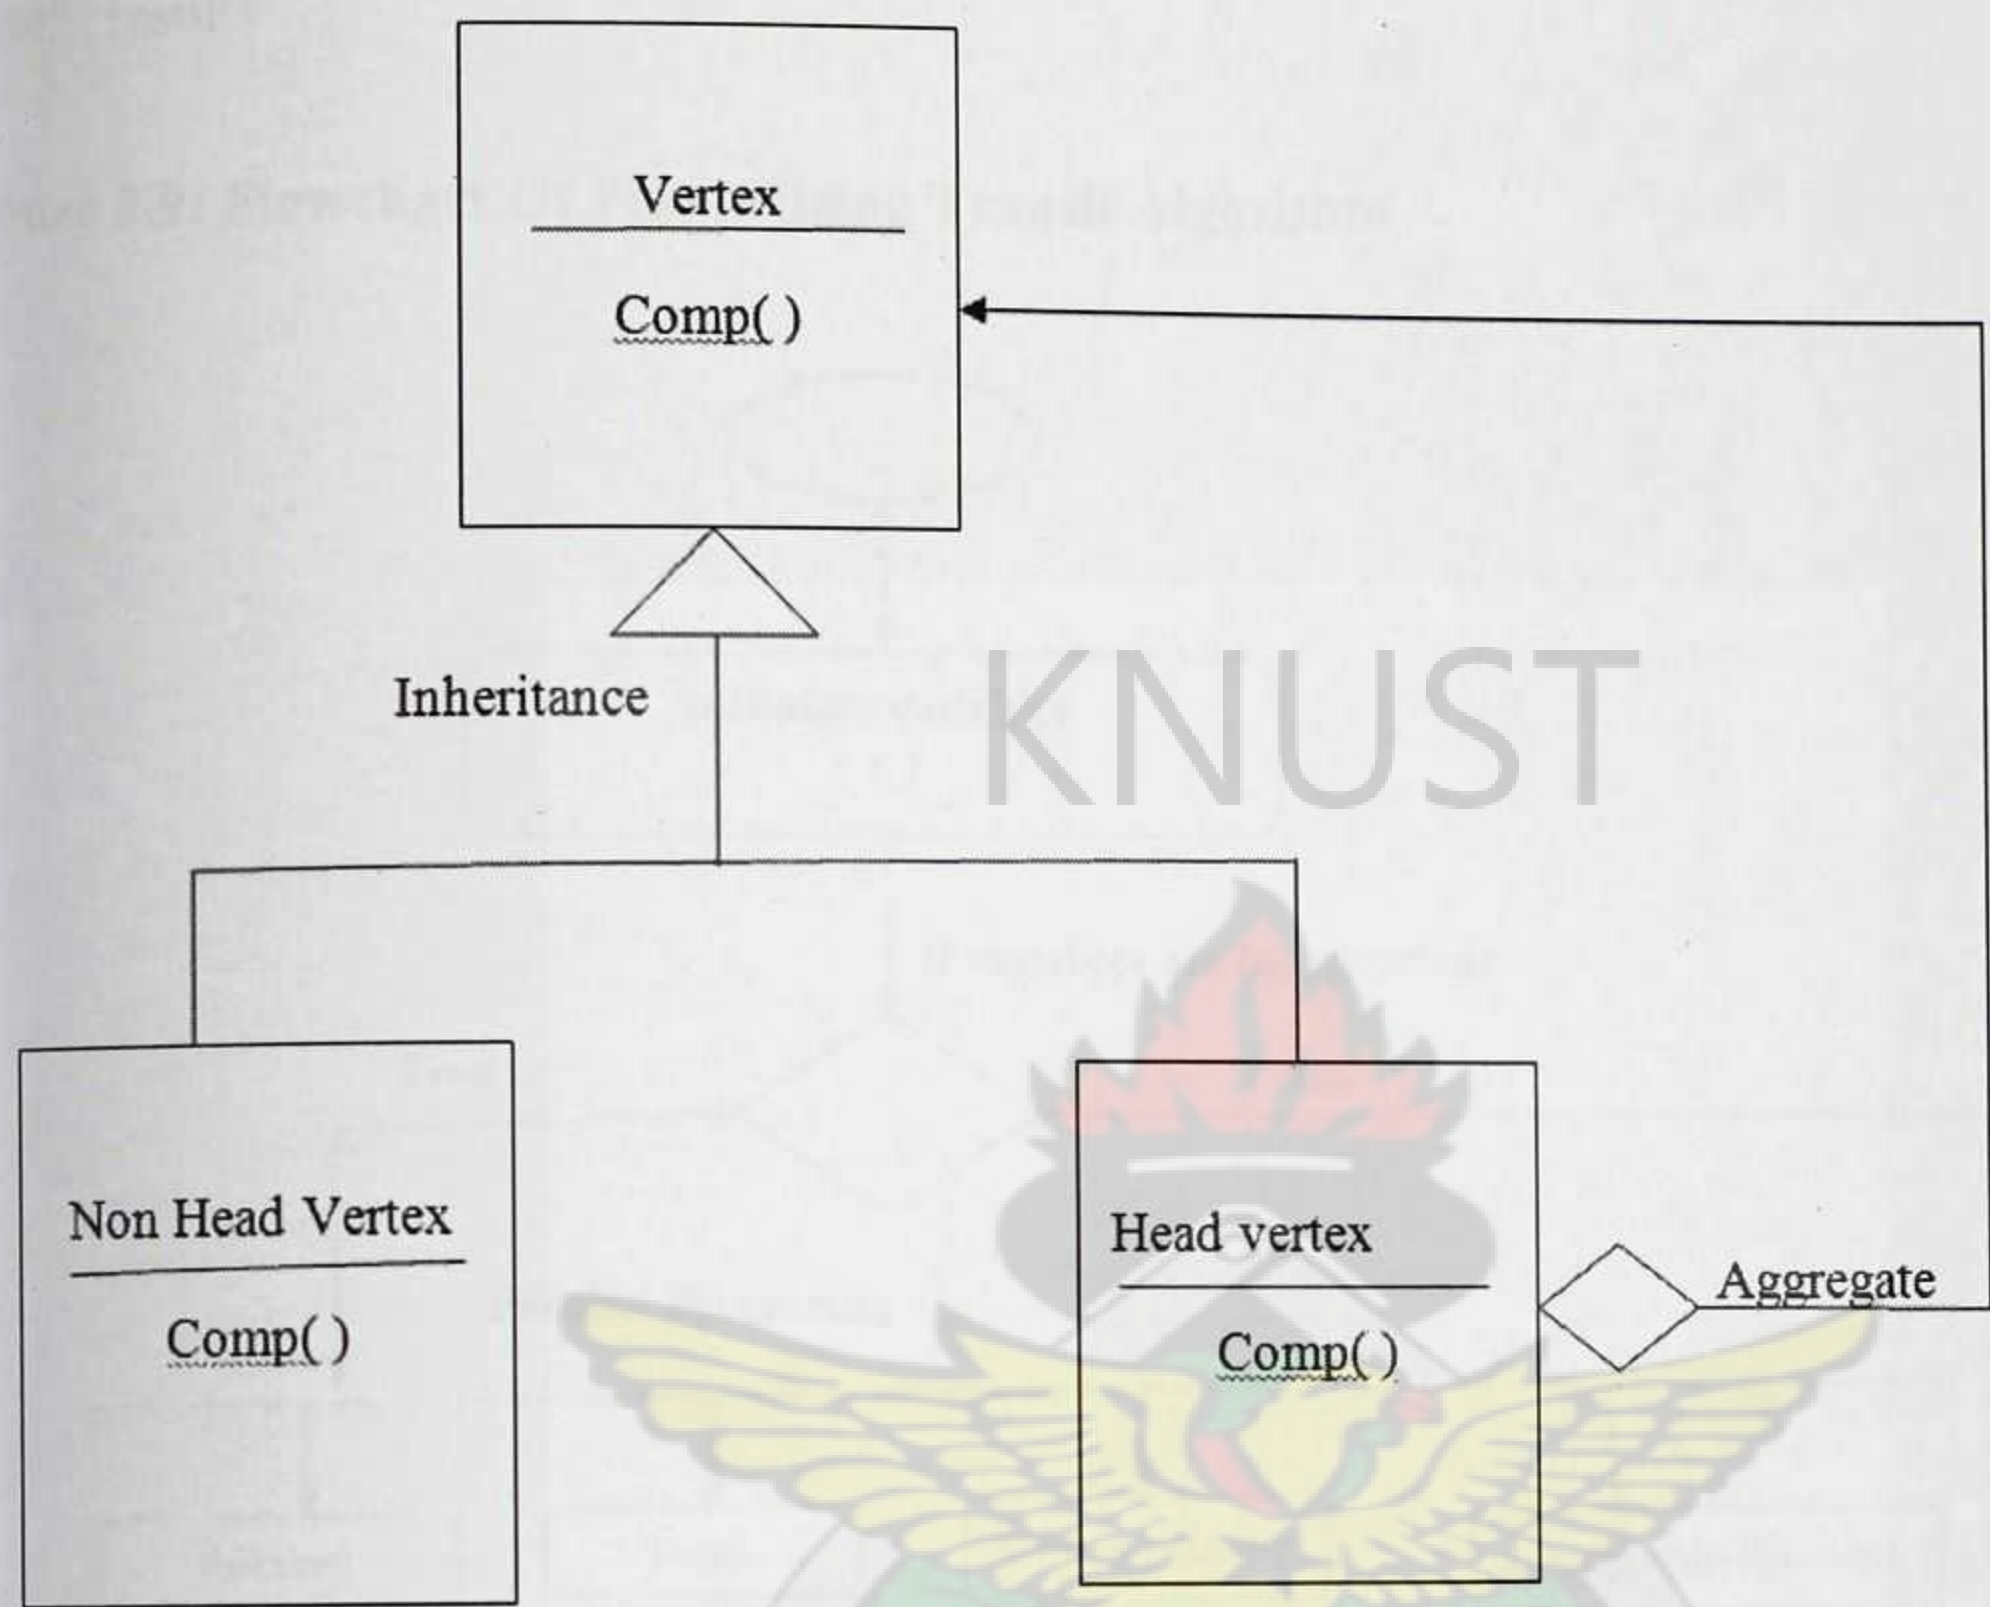 Vertex
Comp( )
Inheritance
KNUST
Non Head Vertex
Comp( )
Head vertex
Comp( )
Aggregate